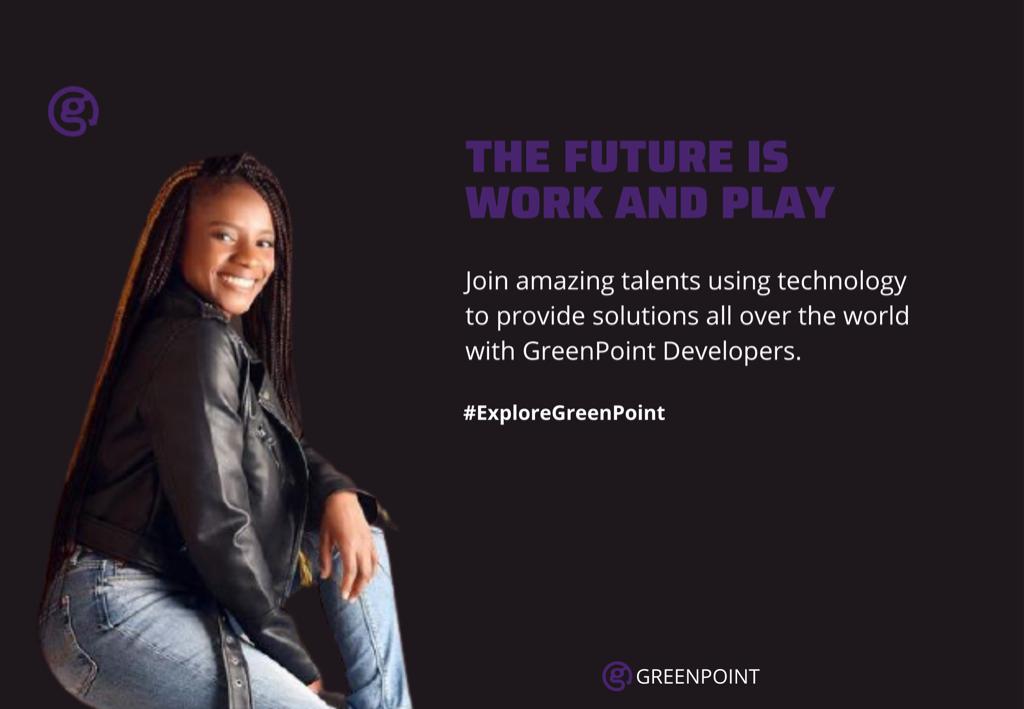 g
THE FUTURE IS
WORK AND PLAY
Join amazing talents using technology
to provide solutions all over the world
with GreenPoint Developers.
#ExploreGreenPoint
g GREENPOINT